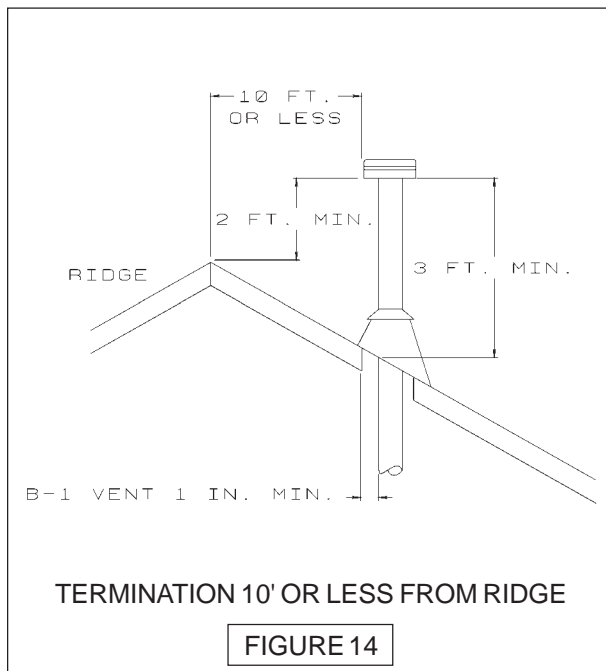 10 FT.
OR LESS
2 FT. MIN.
RIDGE
3 FT. MIN.
B-1 VENT 1 IN. MIN.
TERMINATION 10' OR LESS FROM RIDGE
FIGURE 14